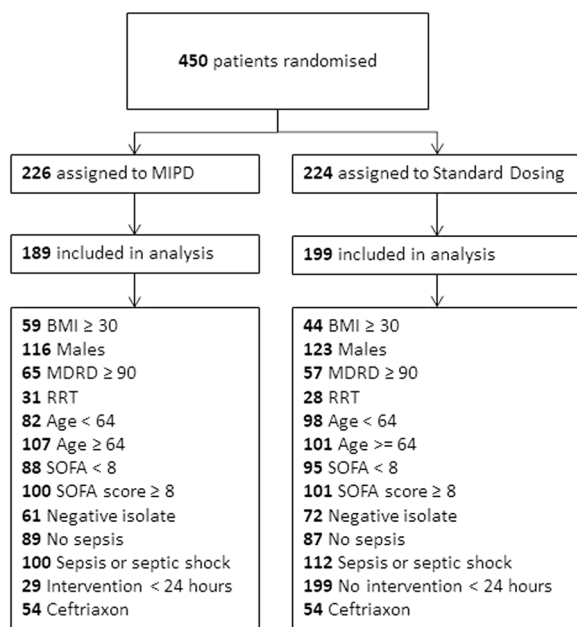 450 patients randomised
226 assigned to MIPD
224 assigned to Standard Dosing
189 included in analysis
199 included in analysis
59 BMI ≥ 30
116 Males
65 MDRD ≥ 90
31 RRT
82 Age < 64
107 Age ≥ 64
88 SOFA < 8
100 SOFA score ≥ 8
61 Negative isolate
89 No sepsis
100 Sepsis or septic shock
29 Intervention < 24 hours
54 Ceftriaxon
44 BMI ≥ 30
123 Males
57 MDRD ≥ 90
28 RRT
98 Age < 64
101 Age >= 64
95 SOFA < 8
101 SOFA score ≥ 8
72 Negative isolate
87 No sepsis
112 Sepsis or septic shock
199 No intervention < 24 hours
54 Ceftriaxon